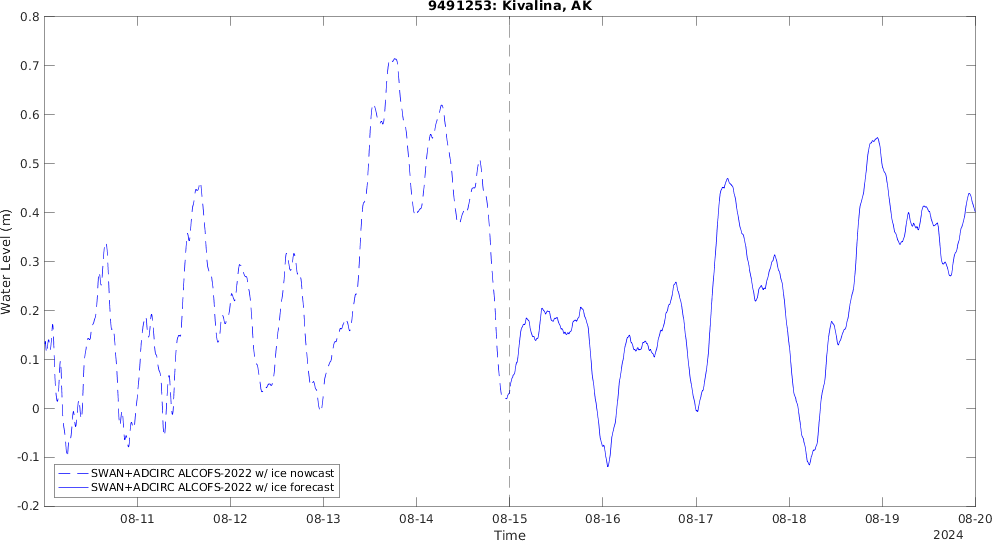 9491253: Kivalina, AK
Water Level (m)
0.8
0.7
0.6
0.5
0.4
0.3
0.2
0.1
0
-0.1
-0.2
SWAN+ADCIRC ALCOFS-2022 w/ ice nowcast
SWAN+ADCIRC ALCOFS-2022 w/ ice forecast
08-11 08-12 08-13 08-14 08-15 08-16 08-17 08-18 08-19 08-20
Time
2024